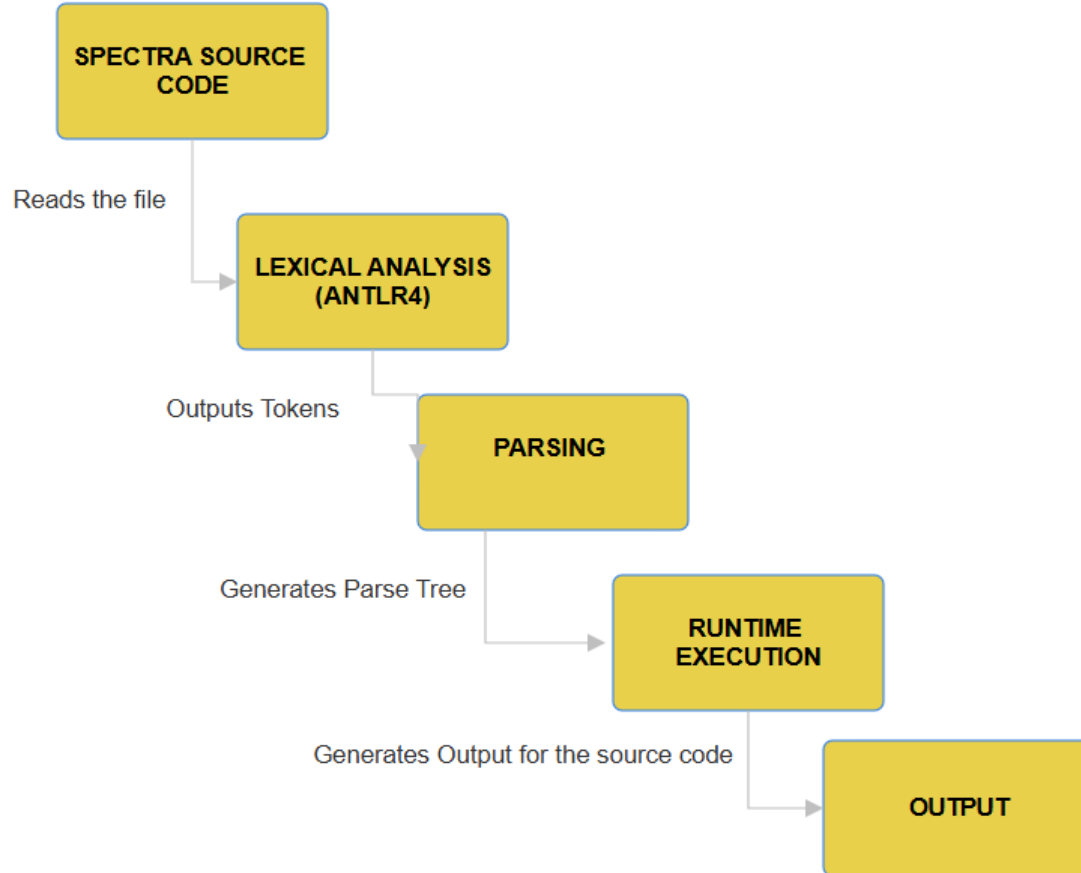 SPECTRA SOURCE
CODE
Reads the file
LEXICAL ANALYSIS
(ANTLR4)
Outputs Tokens
PARSING
Generates Parse Tree
RUNTIME
EXECUTION
Generates Output for the source code
OUTPUT